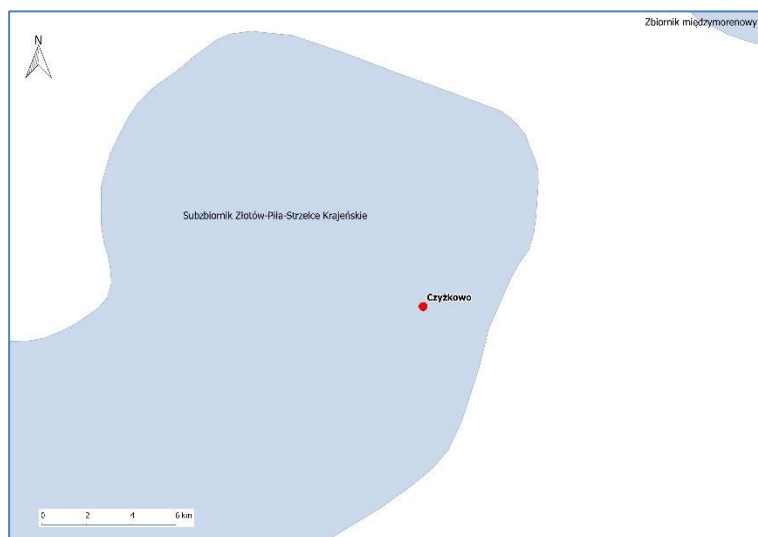 Zbiornik międzymorenowy
N
Subzbiornik Złotów-Piła-Strzelce Krajeńskie
Czyżkowo
0 2 4 6 km